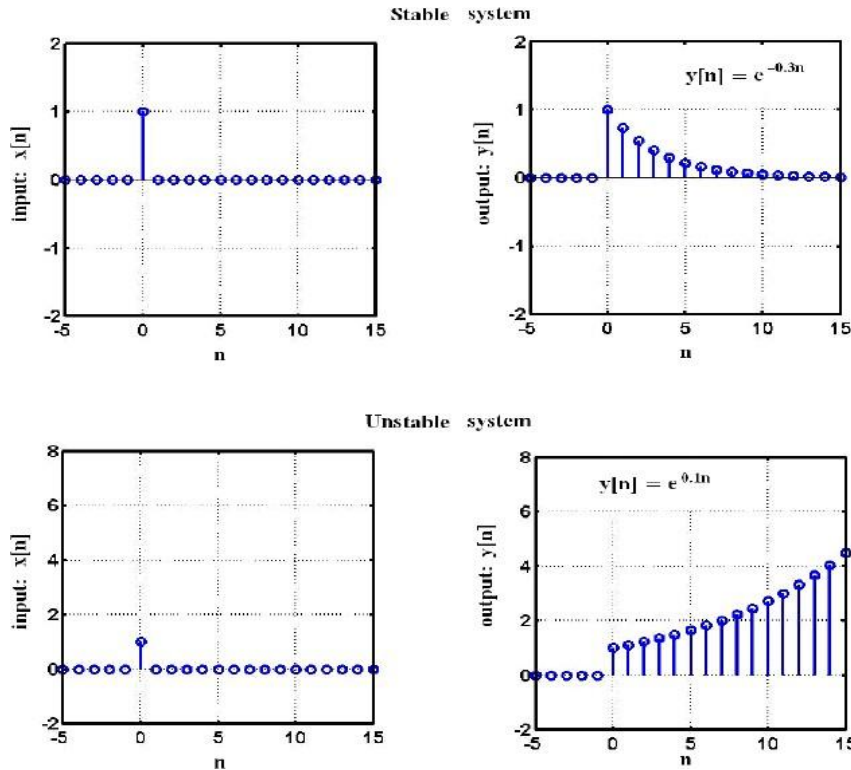 Stable system
2
1
0
-1
-2
-5 0 5 10 15
n
input: x[n]
y[n] = e^-0.3n
2
1
0
-1
-2
-5 0 5 10 15
n
output: y[n]
Unstable system
8
6
4
2
0
-2
-5 0 5 10 15
n
input: x[n]
y[n] = e^0.1n
8
6
4
2
0
-2
-5 0 5 10 15
n
output: y[n]